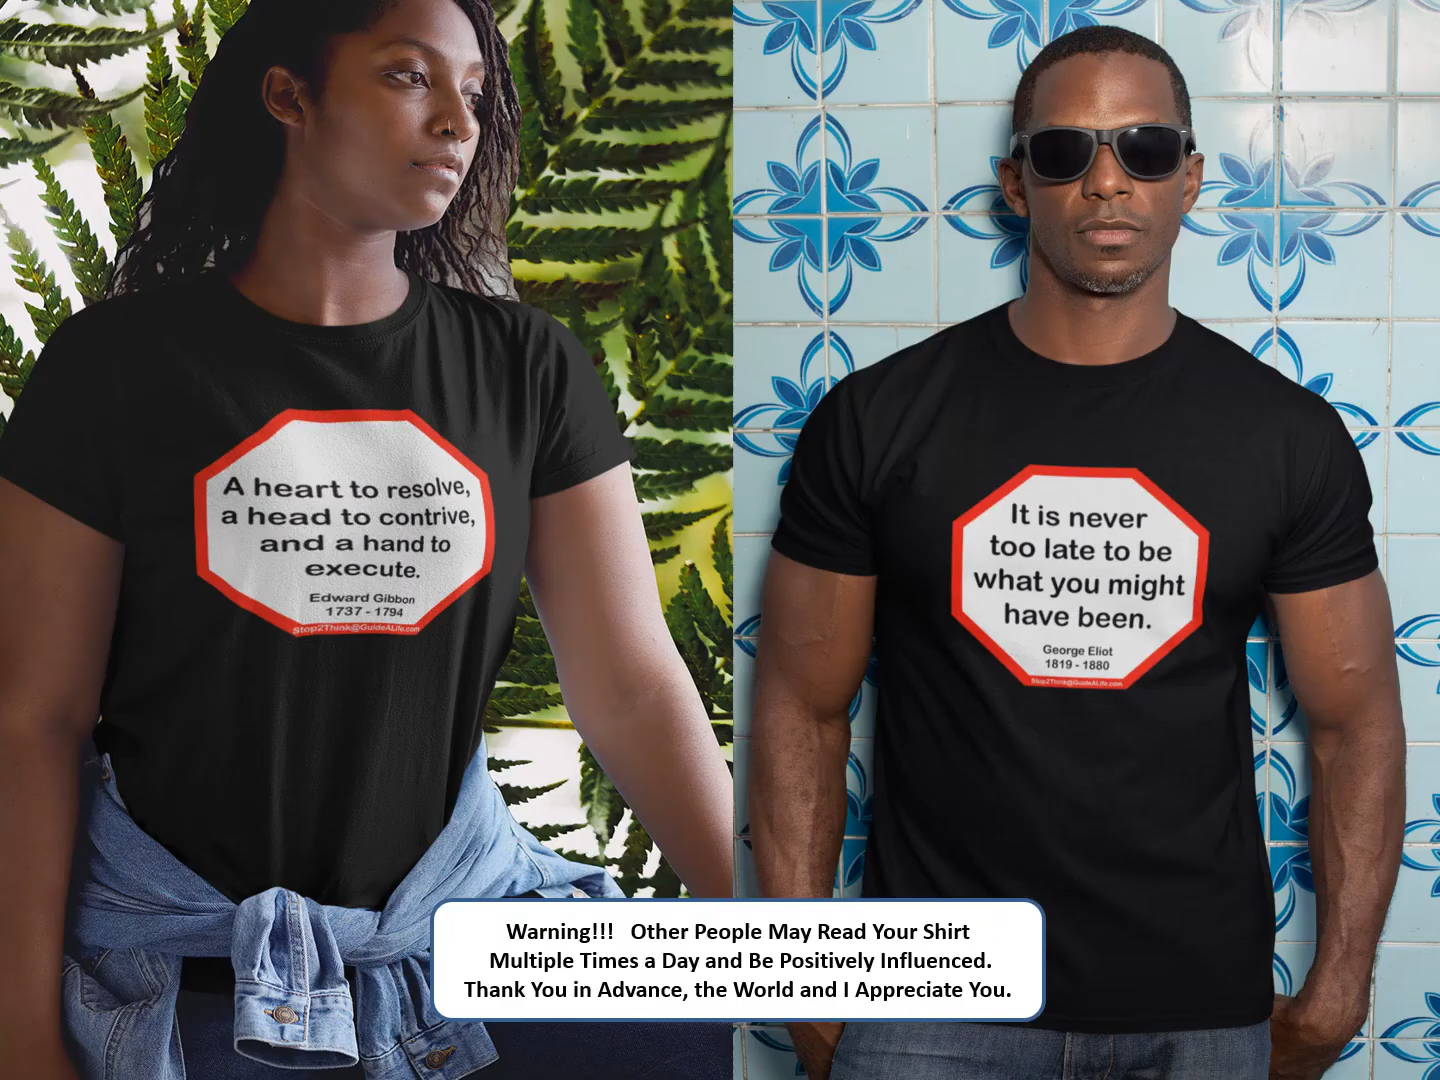 A heart to resolve,
a head to contrive,
and a hand to
execute.
Edward Gibbon
1737 - 1794
Stop2Think@GuideALife.com
It is never
too late to be
what you might
have been.
George Eliot
1819 - 1880
Stop2Think@GuideALife.com
Warning!!! Other People May Read Your Shirt
Multiple Times a Day and Be Positively Influenced.
Thank You in Advance, the World and I Appreciate You.